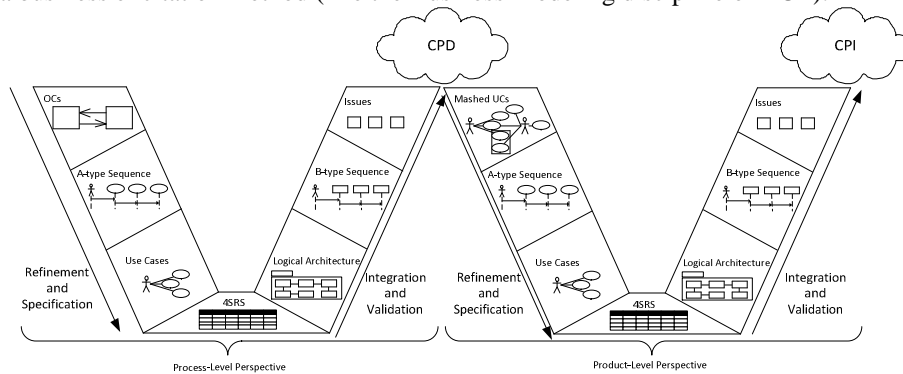 CPD
CPI
OCs
Issues
Mashed UCs
Issues
A-type Sequence
B-type Sequence
A-type Sequence
B-type Sequence
Use Cases
Logical Architecture
Use Cases
Logical Architecture
Refinement
and
Specification
Integration
and
Validation
Refinement
and
Specification
Integration
and
Validation
4SRS
4SRS
Process-Level Perspective
Product-Level Perspective